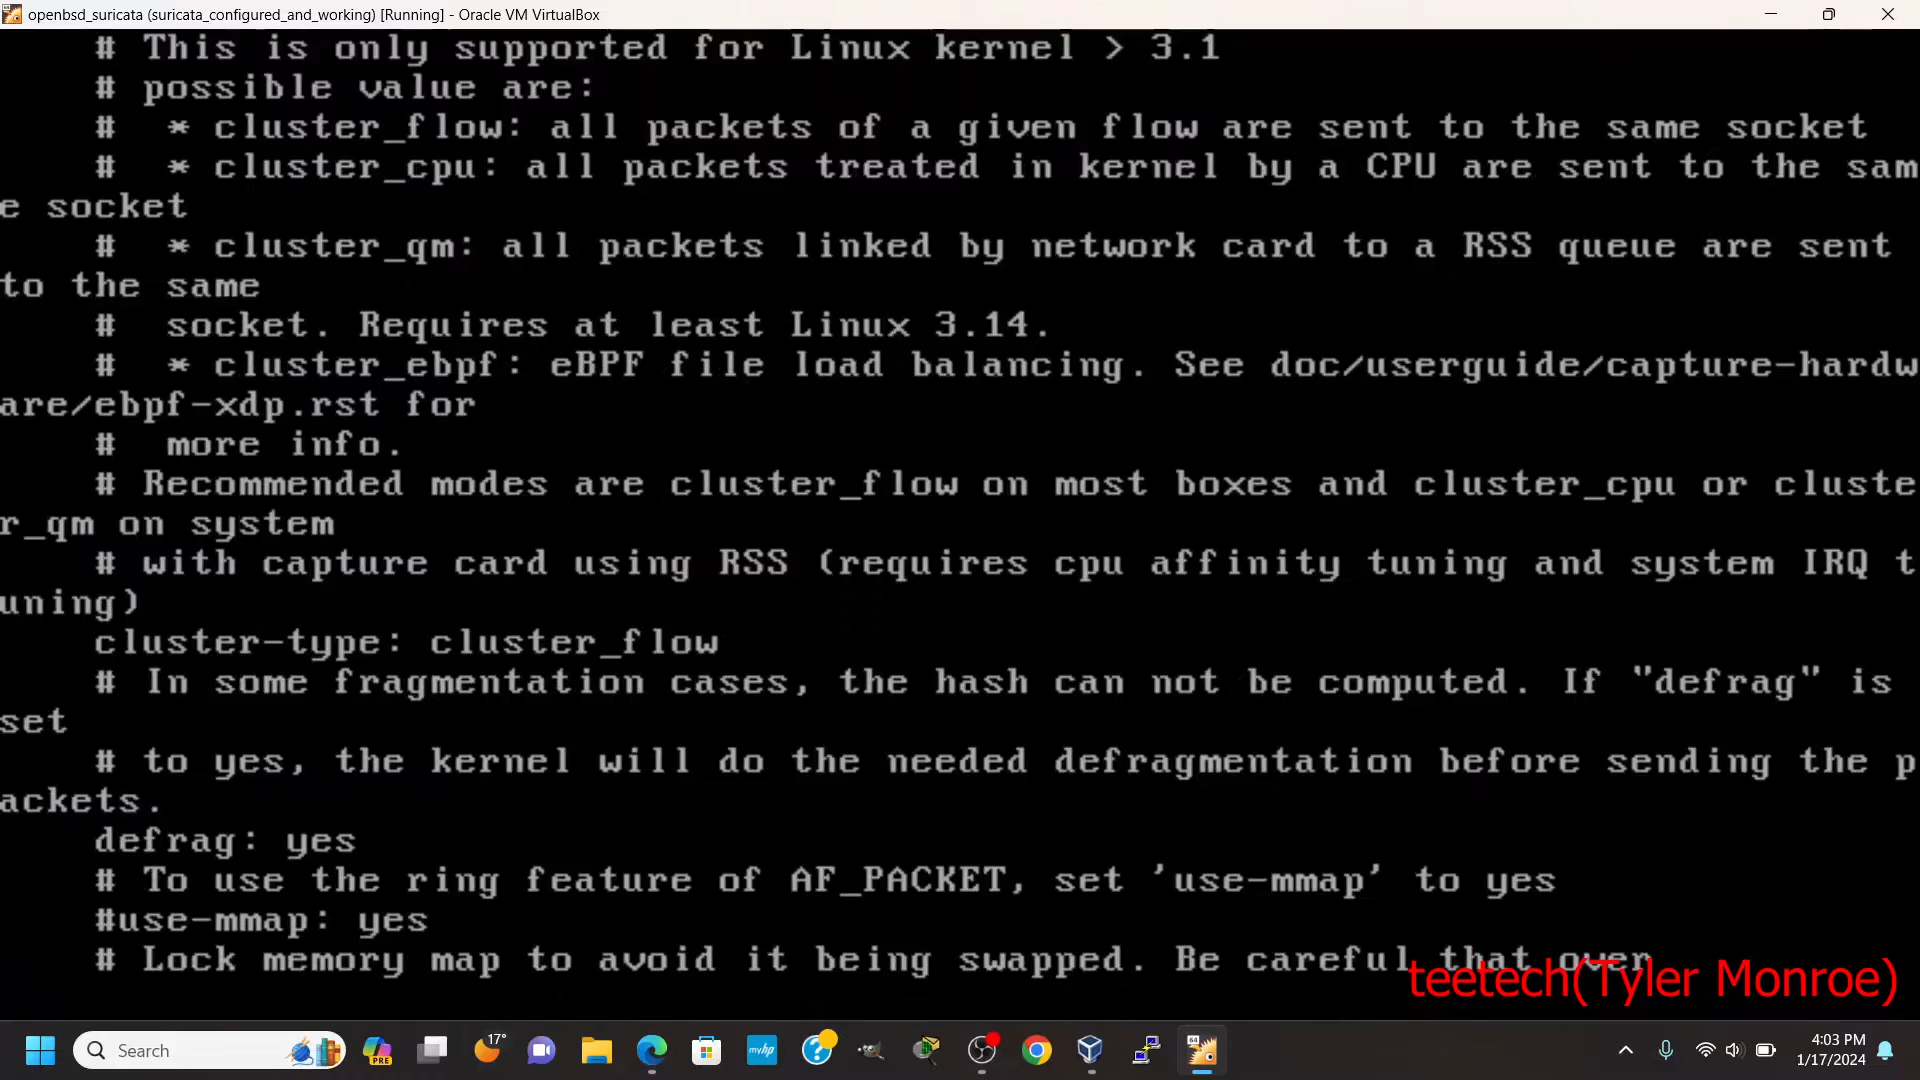 openbsd_suricata (suricata_configured_and_working) [Running] - Oracle VM VirtualBox
# This is only supported for Linux kernel > 3.1
# possible value are:
#  * cluster_flow: all packets of a given flow are sent to the same socket
#  * cluster_cpu: all packets treated in kernel by a CPU are sent to the sam
e socket
#  * cluster_qm: all packets linked by network card to a RSS queue are sent
to the same
#  socket. Requires at least Linux 3.14.
#  * cluster_ebpf: eBPF file load balancing. See doc/userguide/capture-hardw
are/ebpf-xdp.rst for
#  more info.
# Recommended modes are cluster_flow on most boxes and cluster_cpu or cluste
r_qm on system
# with capture card using RSS (requires cpu affinity tuning and system IRQ t
uning)
cluster-type: cluster_flow
# In some fragmentation cases, the hash can not be computed. If "defrag" is
set
# to yes, the kernel will do the needed defragmentation before sending the p
ackets.
defrag: yes
# To use the ring feature of AF_PACKET, set 'use-mmap' to yes
#use-mmap: yes
# Lock memory map to avoid it being swapped. Be careful that over
teetech(Tyler Monroe)
Search
PRE
17°
myhp
64
4:03 PM
1/17/2024